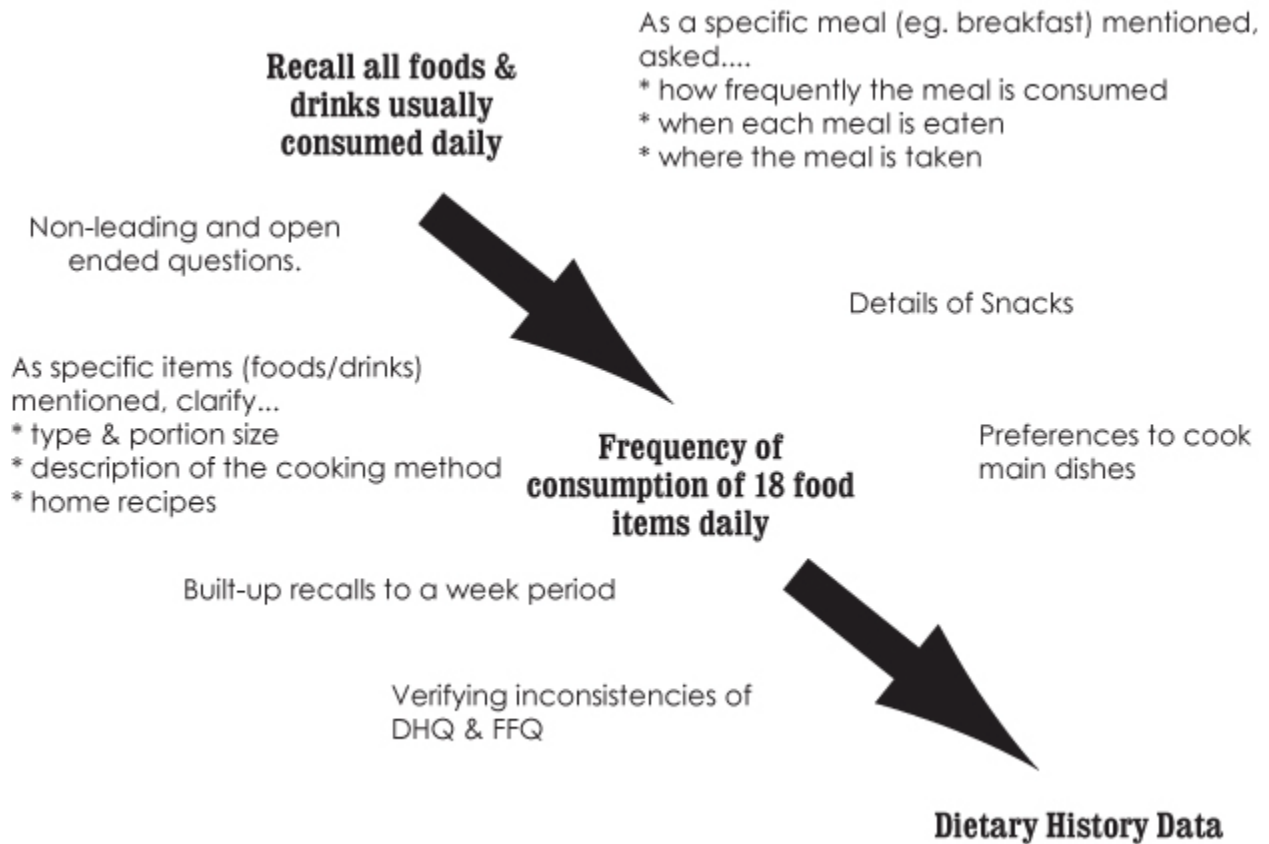 Recall all foods &
drinks usually
consumed daily
As a specific meal (eg. breakfast) mentioned,
asked....
* how frequently the meal is consumed
* when each meal is eaten
* where the meal is taken
Non-leading and open
ended questions.
Details of Snacks
As specific items (foods/drinks)
mentioned, clarify...
* type & portion size
* description of the cooking method
* home recipes
Frequency of
consumption of 18 food
items daily
Preferences to cook
main dishes
Built-up recalls to a week period
Verifying inconsistencies of
DHQ & FFQ
Dietary History Data